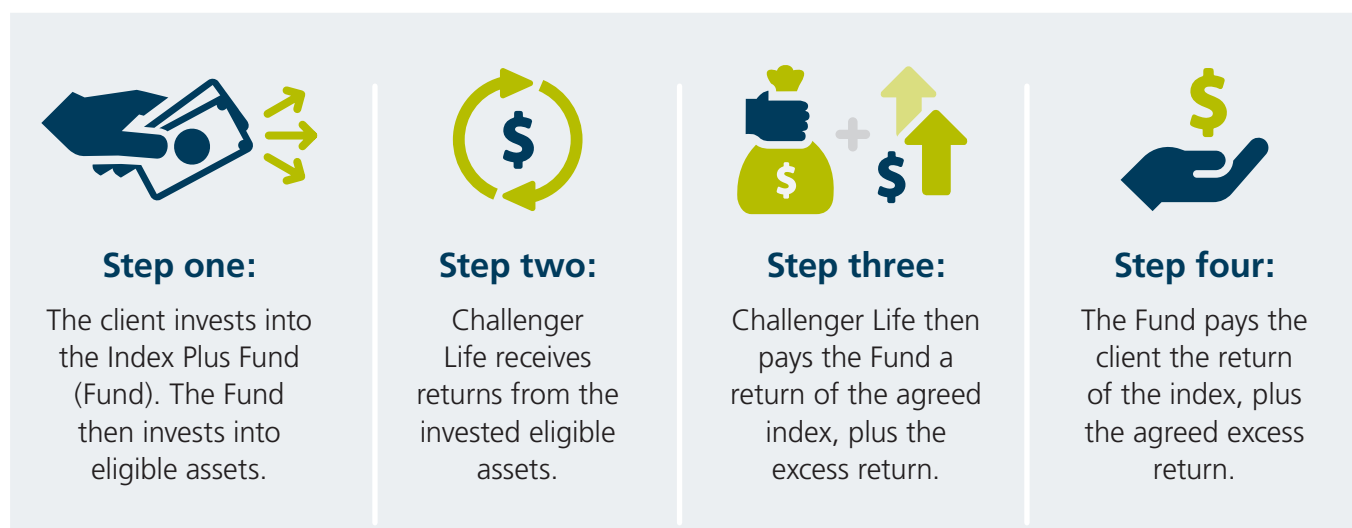 $
$
$
$
Step one:
The client invests into
the Index Plus Fund
(Fund). The Fund
then invests into
eligible assets.
Step two:
Challenger
Life receives
returns from the
invested eligible
assets.
Step three:
Challenger Life then
pays the Fund a
return of the agreed
index, plus the
excess return.
Step four:
The Fund pays the
client the return
of the index, plus
the agreed excess
return.